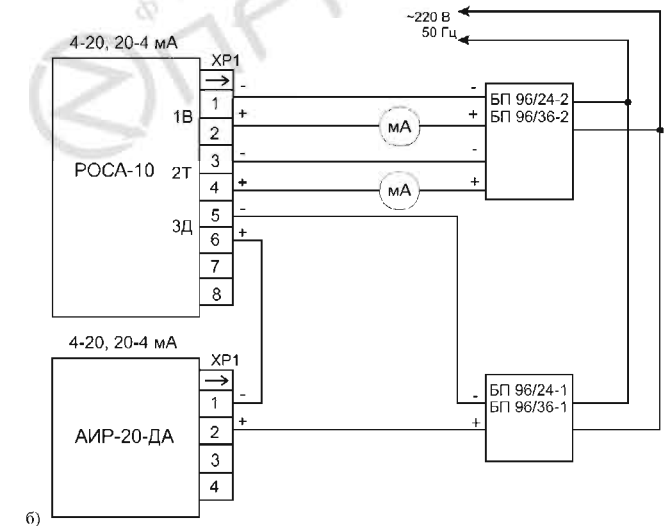 ~220 В
50 Гц
4-20, 20-4 мА
XP1
РОСА-10
1В
2Т
3Д
→
1
2
3
4
5
6
7
8
-
+
-
+
-
+
мА
мА
-
+
-
+
БП 96/24-2
БП 96/36-2
4-20, 20-4 мА
XP1
АИР-20-ДА
→
1
2
3
4
-
+
-
+
БП 96/24-1
БП 96/36-1
б)